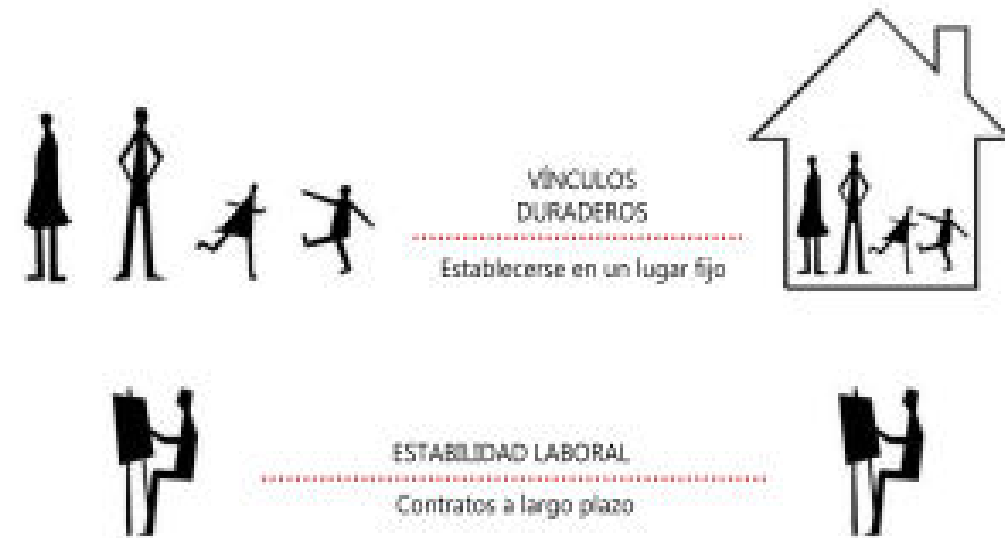 VÍNCULOS
DURADEROS
Establecerse en un lugar fijo
ESTABILIDAD LABORAL
Contratos a largo plazo